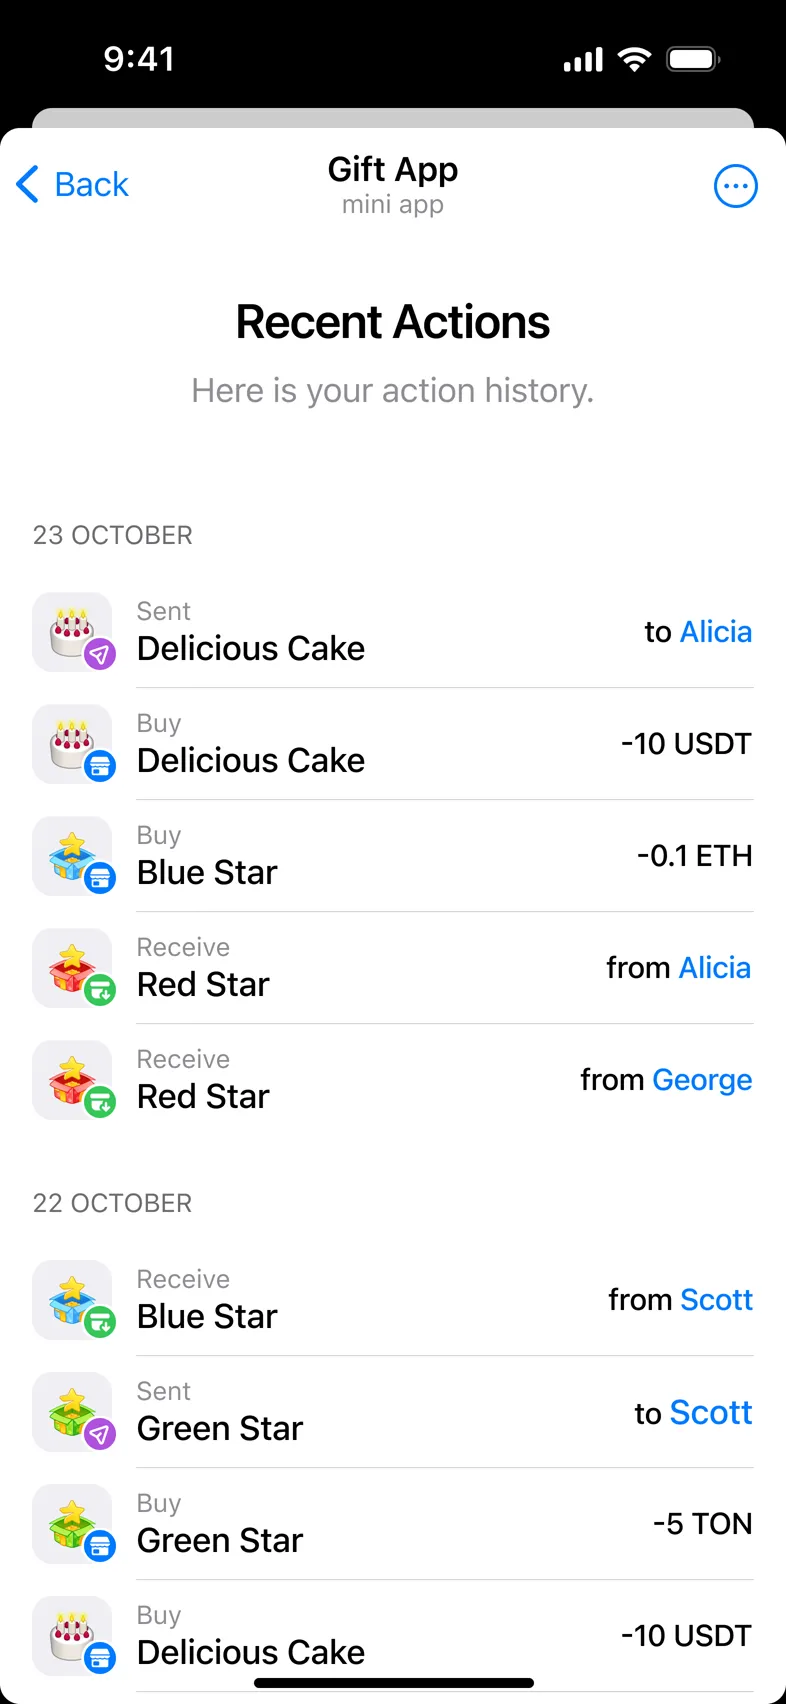 9:41
Back
Gift App
mini app
Recent Actions
Here is your action history.
23 OCTOBER
Sent
Delicious Cake
to Alicia
Buy
Delicious Cake
-10 USDT
Buy
Blue Star
-0.1 ETH
Receive
Red Star
from Alicia
Receive
Red Star
from George
22 OCTOBER
Receive
Blue Star
from Scott
Sent
Green Star
to Scott
Buy
Green Star
-5 TON
Buy
Delicious Cake
-10 USDT